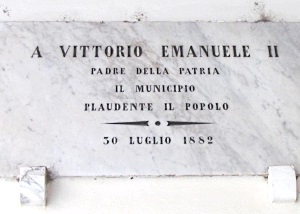 A VITTORIO EMANUELE II
PADRE DELLA PATRIA
IL MUNICIPIO
PLAUDENTE IL POPOLO
30 LUGLIO 1882